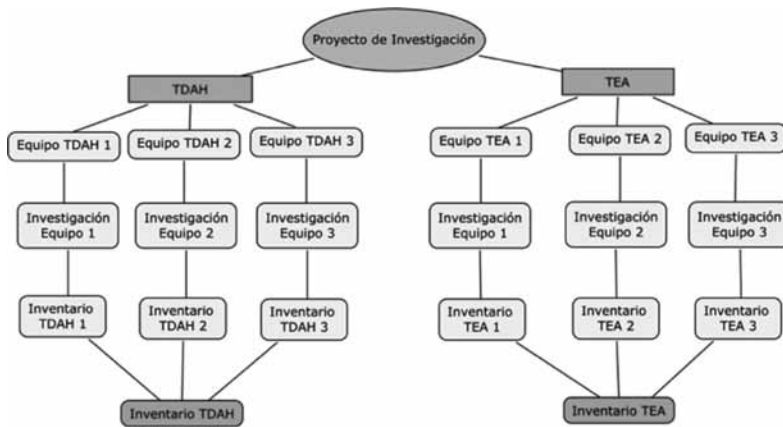 Proyecto de Investigación
TDAH
TEA
Equipo TDAH 1
Equipo TDAH 2
Equipo TDAH 3
Equipo TEA 1
Equipo TEA 2
Equipo TEA 3
Investigación
Equipo 1
Investigación
Equipo 2
Investigación
Equipo 3
Investigación
Equipo 1
Investigación
Equipo 2
Investigación
Equipo 3
Inventario
TDAH 1
Inventario
TDAH 2
Inventario
TDAH 3
Inventario
TEA 1
Inventario
TEA 2
Inventario
TEA 3
Inventario TDAH
Inventario TEA